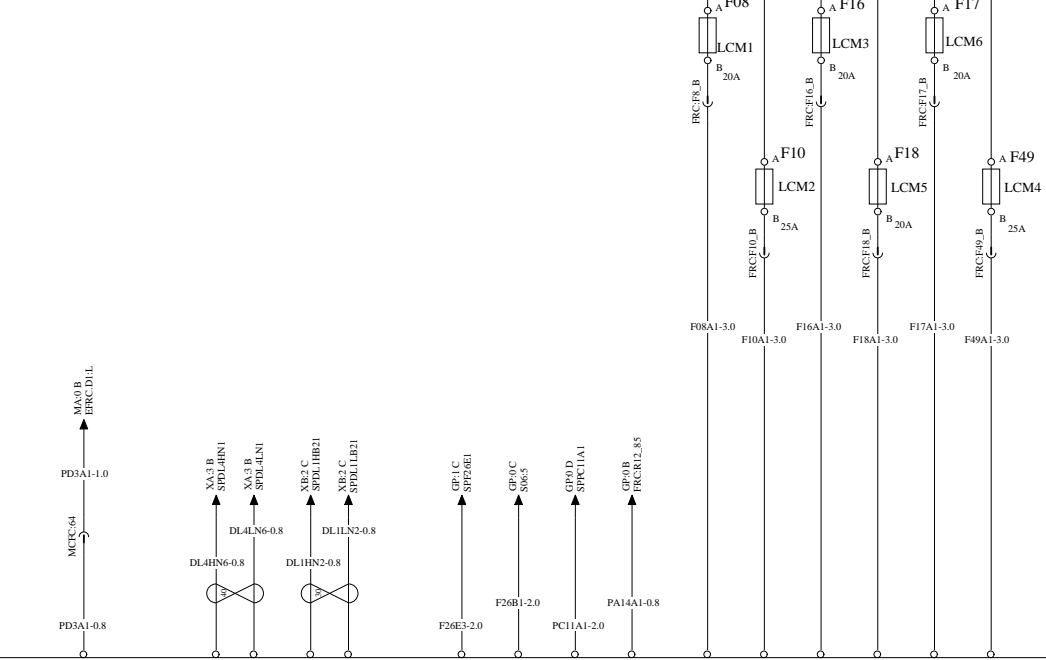 F08
F16
F17
A
A
A
LCM1
LCM3
LCM6
B
20A
B
20A
B
20A
FRC:F8_B
FRC:F16_B
FRC:F17_B
A F10
A F18
A F49
LCM2
LCM5
LCM4
B
25A
B
20A
B
25A
FRC:F10_B
FRC:F18_B
FRC:F49_B
F08A1-3.0
F16A1-3.0
F17A1-3.0
F10A1-3.0
F18A1-3.0
F49A1-3.0
MA:0 B
EFRC.D1:L
XA:3 B
SPDL4HN1
XA:3 B
SPDL4LN1
XB:2 C
SPDL1HB21
XB:2 C
SPDL1LB21
GP:1 C
SPF26E1
GP:0 C
S06:5
GP:0 D
SPPC11A1
GP:0 B
FRC:R12_85
PD3A1-1.0
MCFC:64
DL4LN6-0.8
DL1LN2-0.8
DL4HN6-0.8
DL1HN2-0.8
40
30
F26B1-2.0
PA14A1-0.8
PD3A1-0.8
F26E3-2.0
PC11A1-2.0